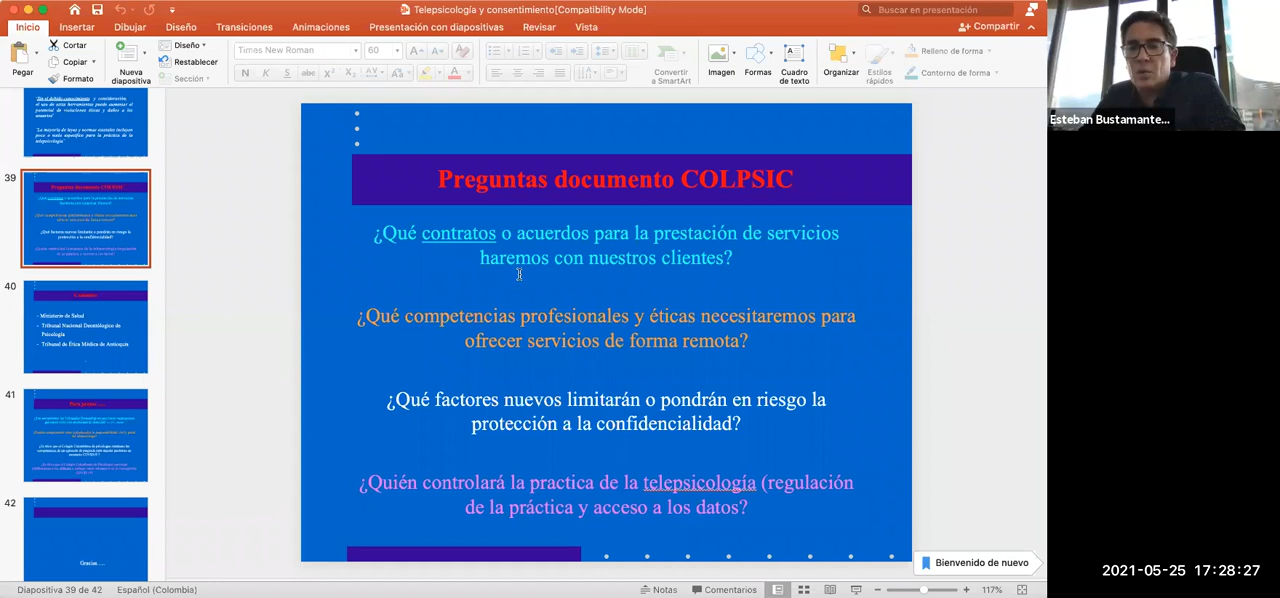 Telepsicología y consentimiento[Compatibility Mode]
Buscar en presentación
Inicio Insertar Dibujar Diseño Transiciones Animaciones Presentación con diapositivas Revisar Vista
Compartir
Pegar
Cortar
Copiar
Formato
Nueva diapositiva
Diseño
Restablecer
Sección
Times New Roman 60
Convertir a SmartArt
Imagen Formas Cuadro de texto
Organizar Estilos rápidos
Relleno de forma
Contorno de forma
Esteban Bustamante...
39
40
Ministerio de Salud
Tribunal Nacional Deontológico de
Psicología
Tribunal de Ética Médica de Antioquia
41
42
Gracias.....
Preguntas documento COLPSIC
¿Qué contratos o acuerdos para la prestación de servicios
haremos con nuestros clientes?
¿Qué competencias profesionales y éticas necesitaremos para
ofrecer servicios de forma remota?
¿Qué factores nuevos limitarán o pondrán en riesgo la
protección a la confidencialidad?
¿Quién controlará la practica de la telepsicología (regulación
de la práctica y acceso a los datos?
Bienvenido de nuevo
2021-05-25 17:28:27
Diapositiva 39 de 42 Español (Colombia) Notas Comentarios 117%